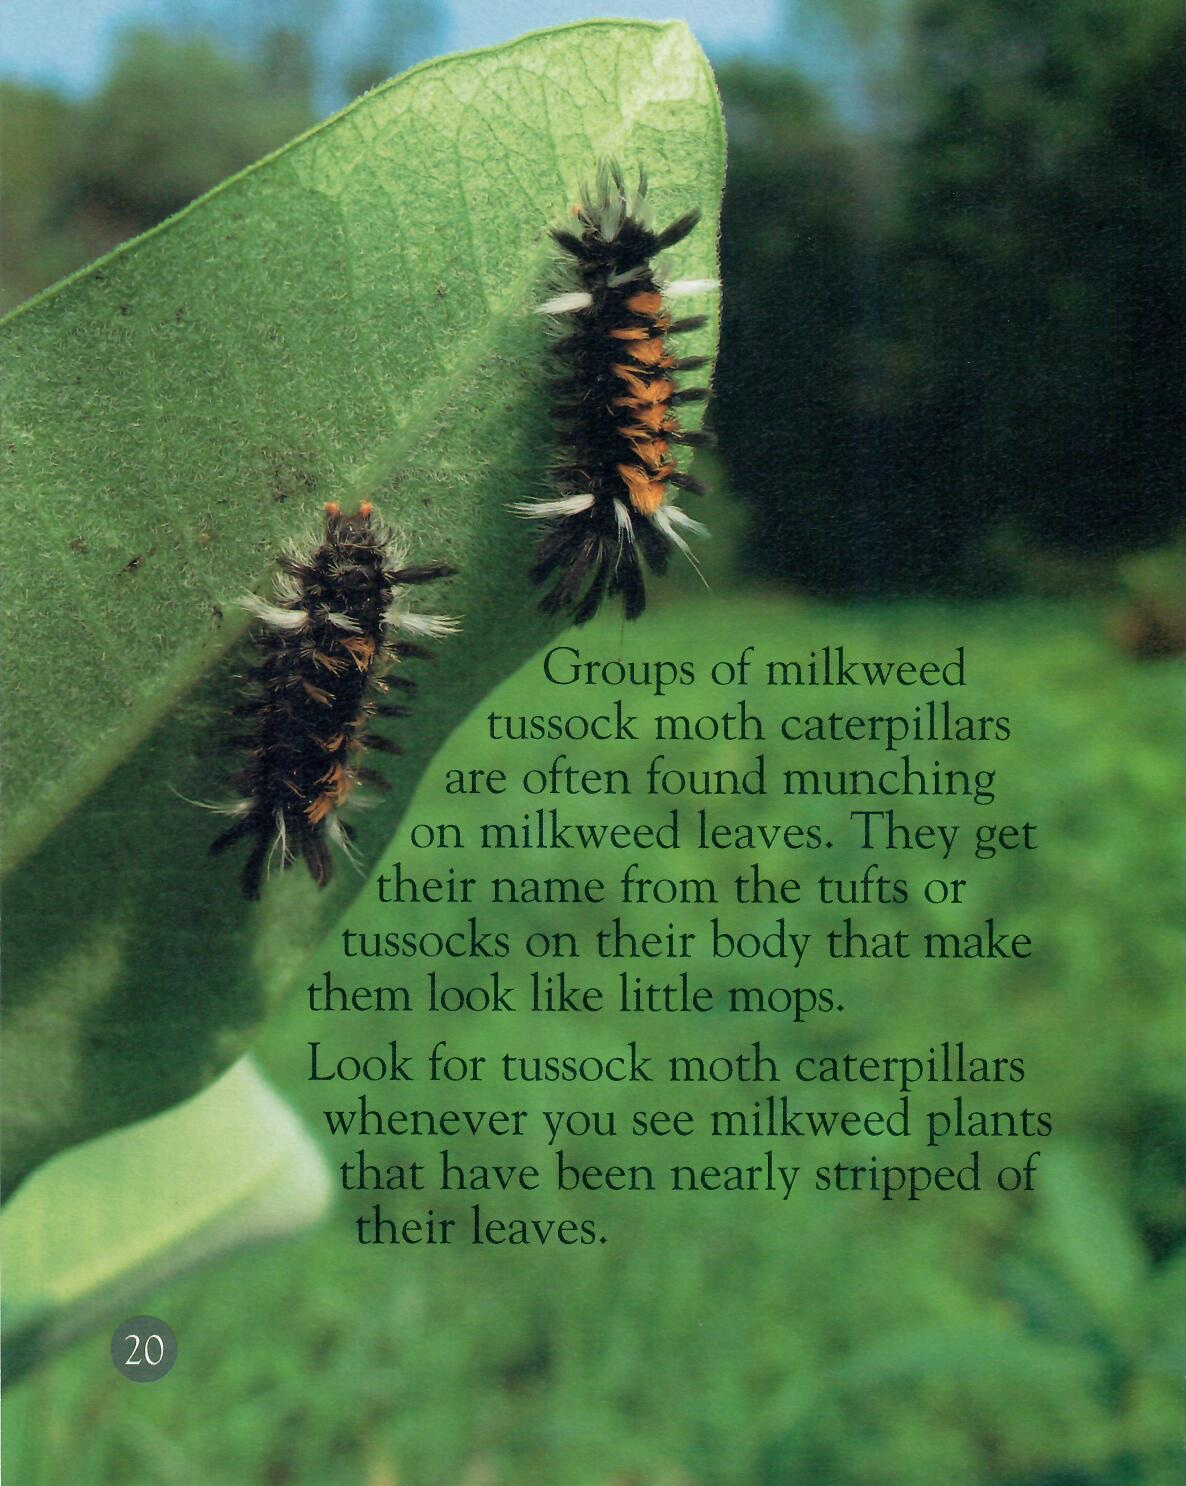 Groups of milkweed
tussock moth caterpillars
are often found munching
on milkweed leaves. They get
their name from the tufts or
tussocks on their body that make
them look like little mops.
Look for tussock moth caterpillars
whenever you see milkweed plants
that have been nearly stripped of
their leaves.
20